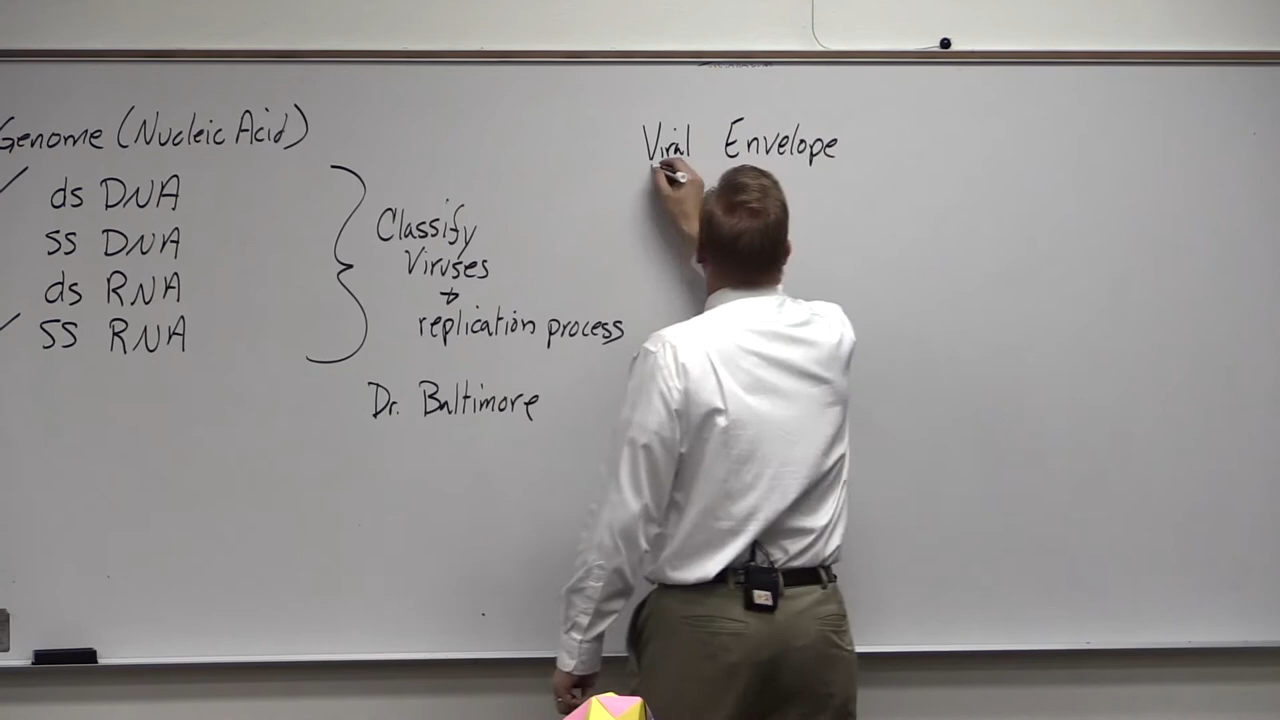 Genome (Nucleic Acid)
✓ ds DNA
ss DNA
ds RNA
✓ ss RNA
Classify
Viruses
+
replication process
Dr. Baltimore
Viral Envelope